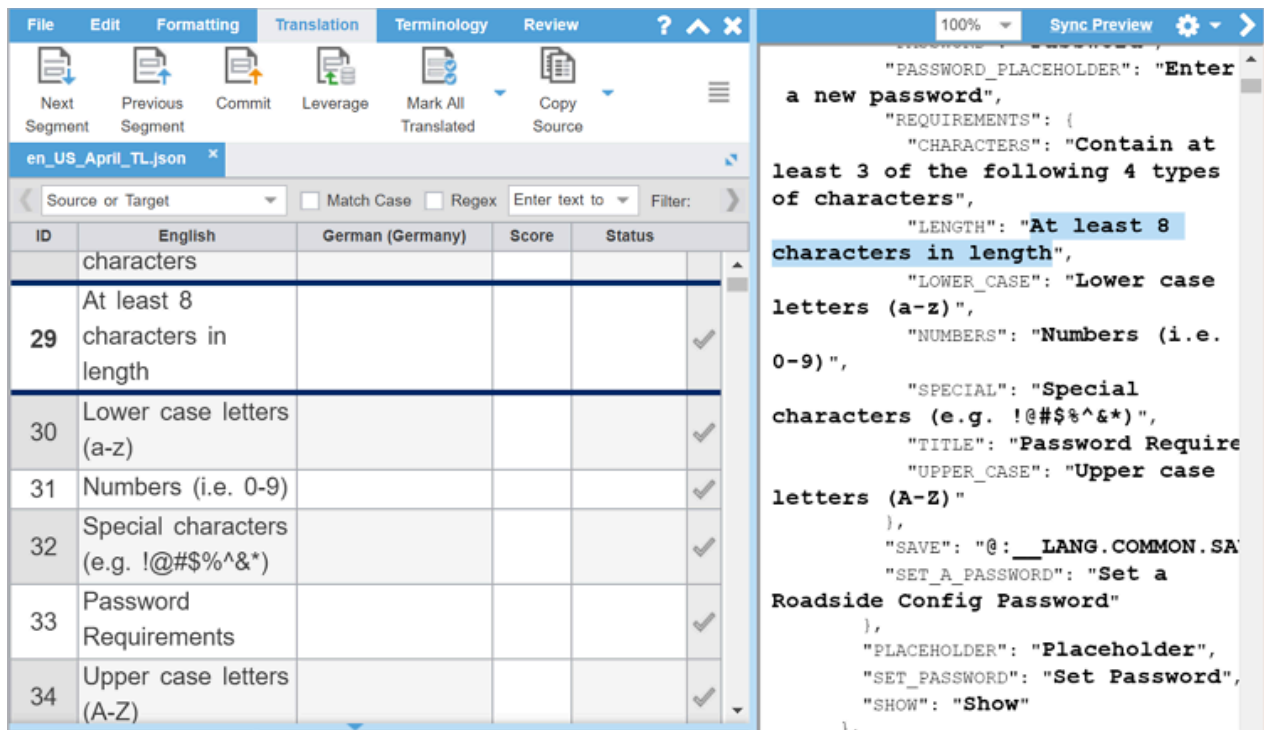 File Edit Formatting Translation Terminology Review ?
Next Segment
Previous Segment
Commit
Leverage
Mark All Translated
Copy Source
en_US_April_TL.json ×
Source or Target Match Case Regex Enter text to Filter:
ID English German (Germany) Score Status
characters
29 At least 8
characters in
length
30 Lower case letters
(a-z)
31 Numbers (i.e. 0-9)
32 Special characters
(e.g. !@#$%^&*)
33 Password
Requirements
34 Upper case letters
(A-Z)
100% Sync Preview
"PASSWORD": "Password",
"PASSWORD_PLACEHOLDER": "Enter
a new password",
"REQUIREMENTS": {
"CHARACTERS": "Contain at
least 3 of the following 4 types
of characters",
"LENGTH": "At least 8
characters in length",
"LOWER_CASE": "Lower case
letters (a-z)",
"NUMBERS": "Numbers (i.e.
0-9)",
"SPECIAL": "Special
characters (e.g. !@#$%^&*)",
"TITLE": "Password Require
"UPPER_CASE": "Upper case
letters (A-Z)"
},
"SAVE": "@:__LANG.COMMON.SA
"SET_A_PASSWORD": "Set a
Roadside Config Password"
},
"PLACEHOLDER": "Placeholder",
"SET_PASSWORD": "Set Password",
"SHOW": "Show"
},